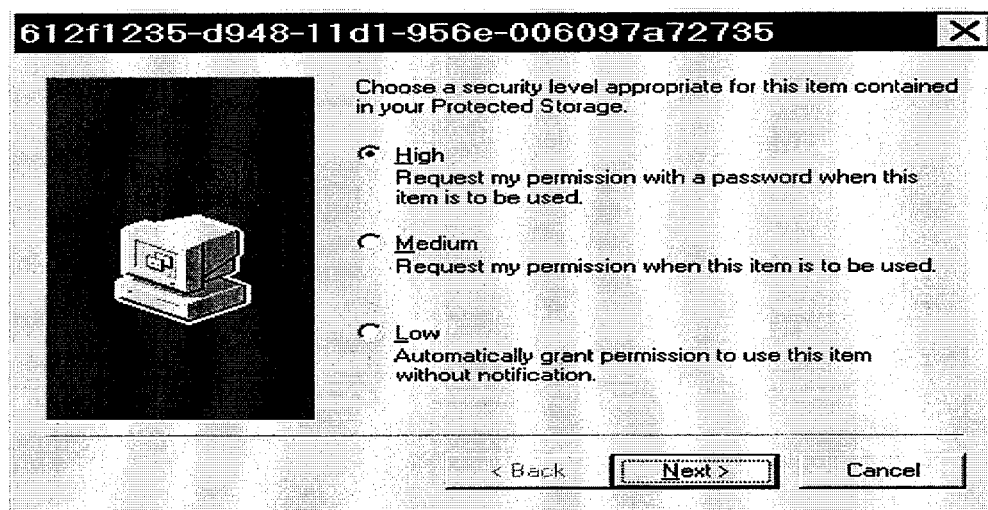 612f1235-d948-11d1-956e-006097a72735
Choose a security level appropriate for this item contained
in your Protected Storage.
High
Request my permission with a password when this
item is to be used.
Medium
Request my permission when this item is to be used.
Low
Automatically grant permission to use this item
without notification.
< Back Next > Cancel